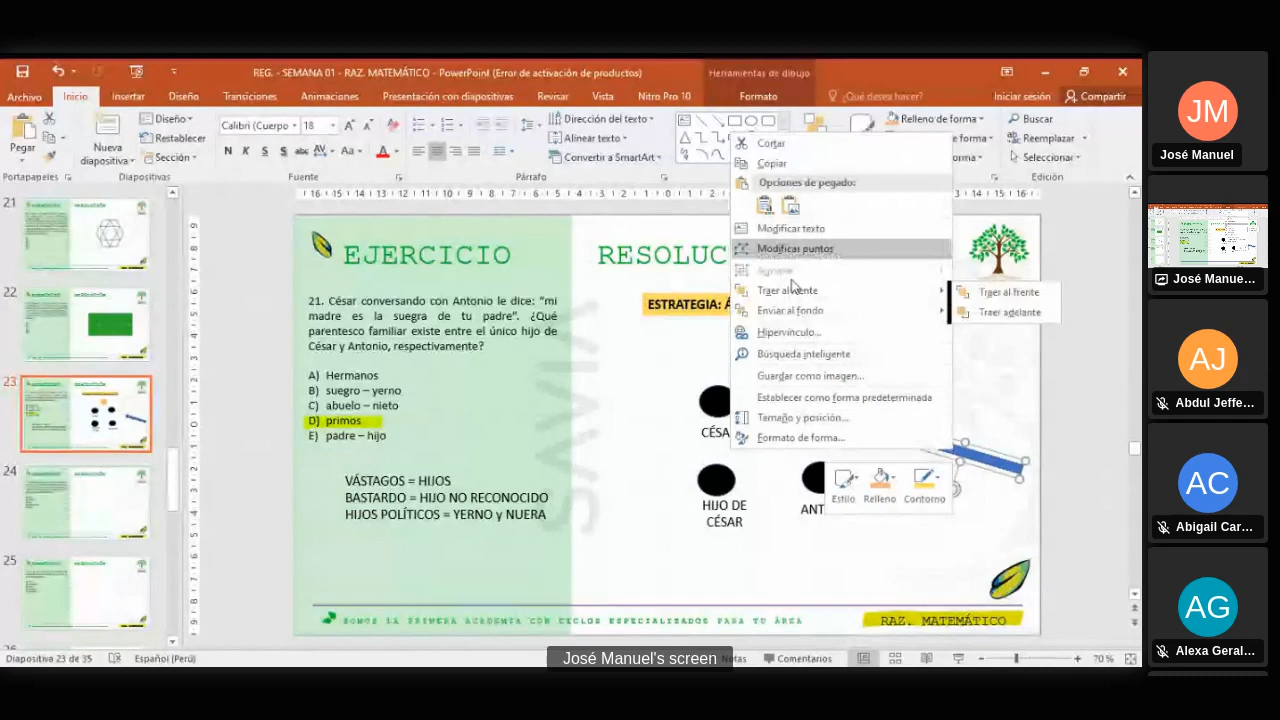 REG. - SEMANA 01 - RAZ. MATEMÁTICO - PowerPoint (Error de activación de productos)
Herramientas de dibujo
Archivo
Inicio
Insertar
Diseño
Transiciones
Animaciones
Presentación con diapositivas
Revisar
Vista
Nitro Pro 10
Formato
¿Qué desea hacer?
Iniciar sesión
Compartir
Pegar
Nueva
diapositiva
Diseño
Restablecer
Sección
Calibri (Cuerpo
18
N K S S abc AV Aa A
Dirección del texto
Alinear texto
Convertir a SmartArt
Relleno de forma
Buscar
Reemplazar
Seleccionar
Portapapeles
Diapositivas
Fuente
Párrafo
Edición
21
22
23
24
25
EJERCICIO
RESOLUC
21. César conversando con Antonio le dice: “mi
madre es la suegra de tu padre”. ¿Qué
parentesco familiar existe entre el único hijo de
César y Antonio, respectivamente?
A) Hermanos
B) suegro – yerno
C) abuelo – nieto
D) primos
E) padre – hijo
VÁSTAGOS = HIJOS
BASTARDO = HIJO NO RECONOCIDO
HIJOS POLÍTICOS = YERNO y NUERA
ESTRATEGIA: Á
CÉSA
HIJO DE
CÉSAR
ANT
Cortar
Copiar
Opciones de pegado:
Modificar texto
Modificar puntos
Agrupar
Traer al frente
Enviar al fondo
Hipervínculo...
Búsqueda inteligente
Guardar como imagen...
Establecer como forma predeterminada
Tamaño y posición...
Formato de forma...
Traer al frente
Traer adelante
Estilo
Relleno
Contorno
SOMOS LA PRIMERA ACADEMIA CON CICLOS ESPECIALIZADOS PARA TU ÁREA
RAZ. MATEMÁTICO
Diapositiva 23 de 35
Español (Perú)
Notas
Comentarios
70 %
José Manuel's screen
JM
José Manuel
José Manue...
AJ
Abdul Jeffe...
AC
Abigail Car...
AG
Alexa Geral...